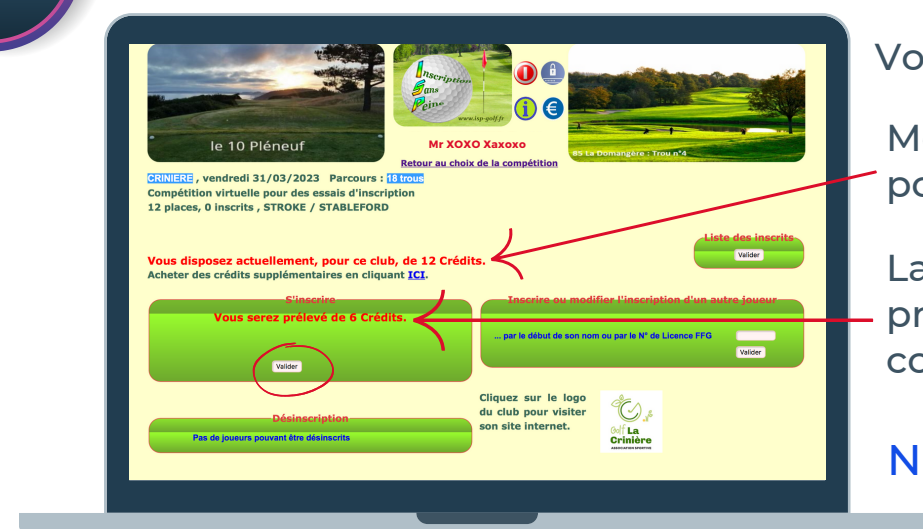 le 10 Pléneuf
Inscription
Sans
Peine
www.isp-golf.fr
85 La Domangère : Trou n°4
Mr XOXO Xaxoxo
Retour au choix de la compétition
CRINIERE , vendredi 31/03/2023 Parcours : 18 trous
Compétition virtuelle pour des essais d'inscription
12 places, 0 inscrits , STROKE / STABLEFORD
Liste des inscrits
Valider
Vous disposez actuellement, pour ce club, de 12 Crédits.
Acheter des crédits supplémentaires en cliquant ICI.
S'inscrire
Vous serez prélevé de 6 Crédits.
Valider
Inscrire ou modifier l'inscription d'un autre joueur
... par le début de son nom ou par le N° de Licence FFG
Valider
Désinscription
Pas de joueurs pouvant être désinscrits
Cliquez sur le logo
du club pour visiter
son site internet.
Golf La
Crinière
ASSOCIATION SPORTIVE
Vo
M
po
La
pr
co
N